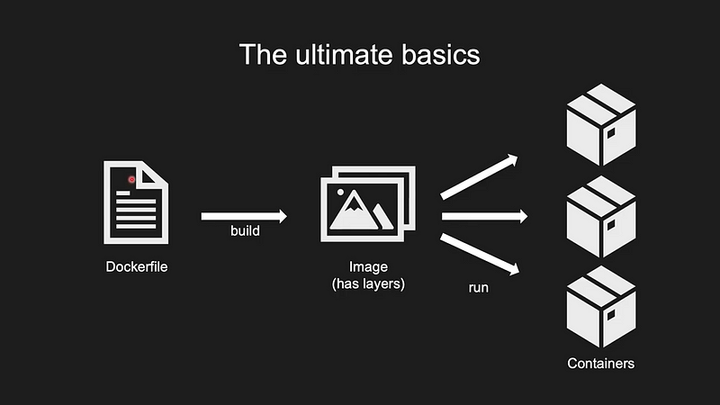 The ultimate basics
build
Dockerfile
Image
(has layers)
run
Containers